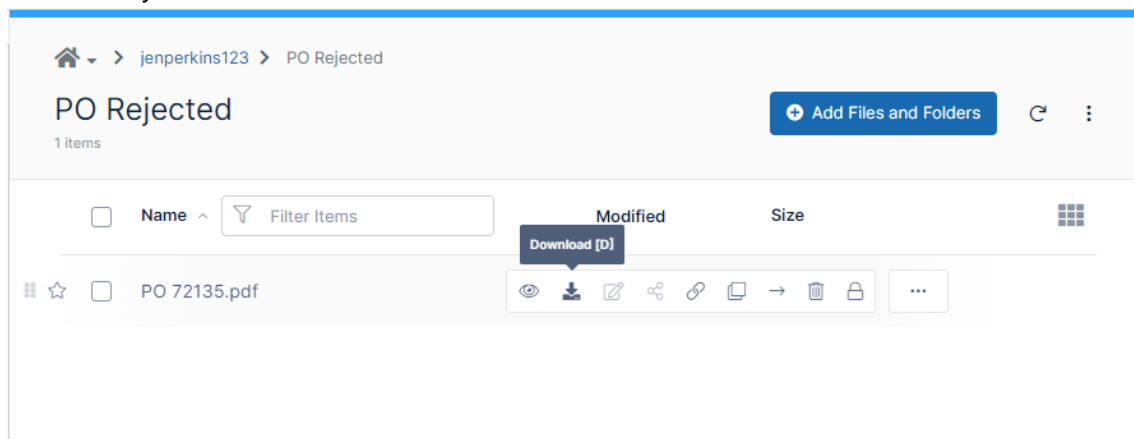 jenperkins123 > PO Rejected
PO Rejected
Add Files and Folders
1 items
Name
Filter Items
Modified
Size
Download [D]
PO 72135.pdf